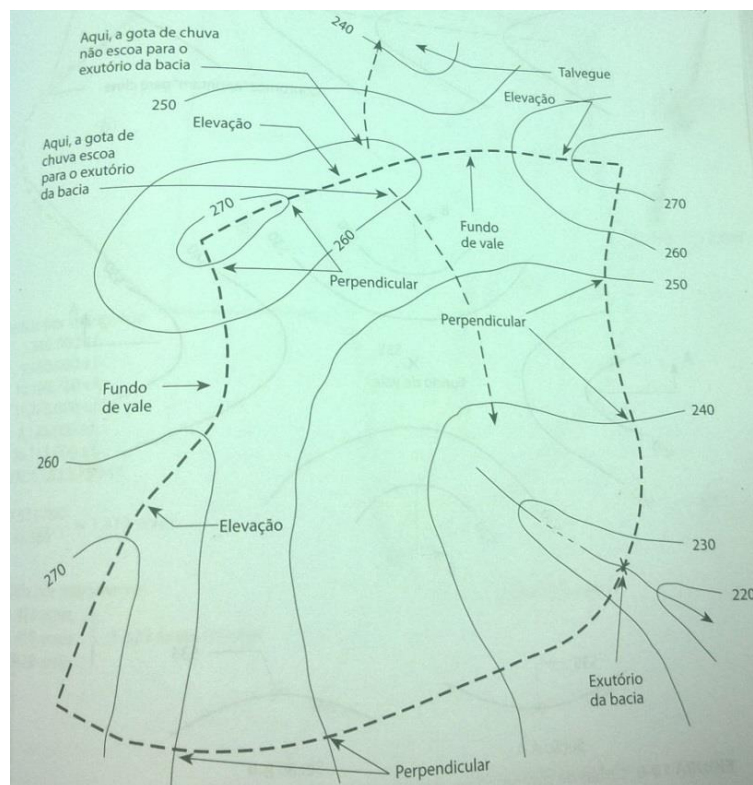 Aqui, a gota de chuva
não escoa para o
exutório da bacia
240
Talvegue
250
Elevação
Elevação
Aqui, a gota de
chuva escoa
para o exutório
da bacia
270
270
Fundo
de vale
260
260
Perpendicular
250
Perpendicular
Fundo
de vale
240
260
Elevação
230
270
220
Exutório
da bacia
Perpendicular